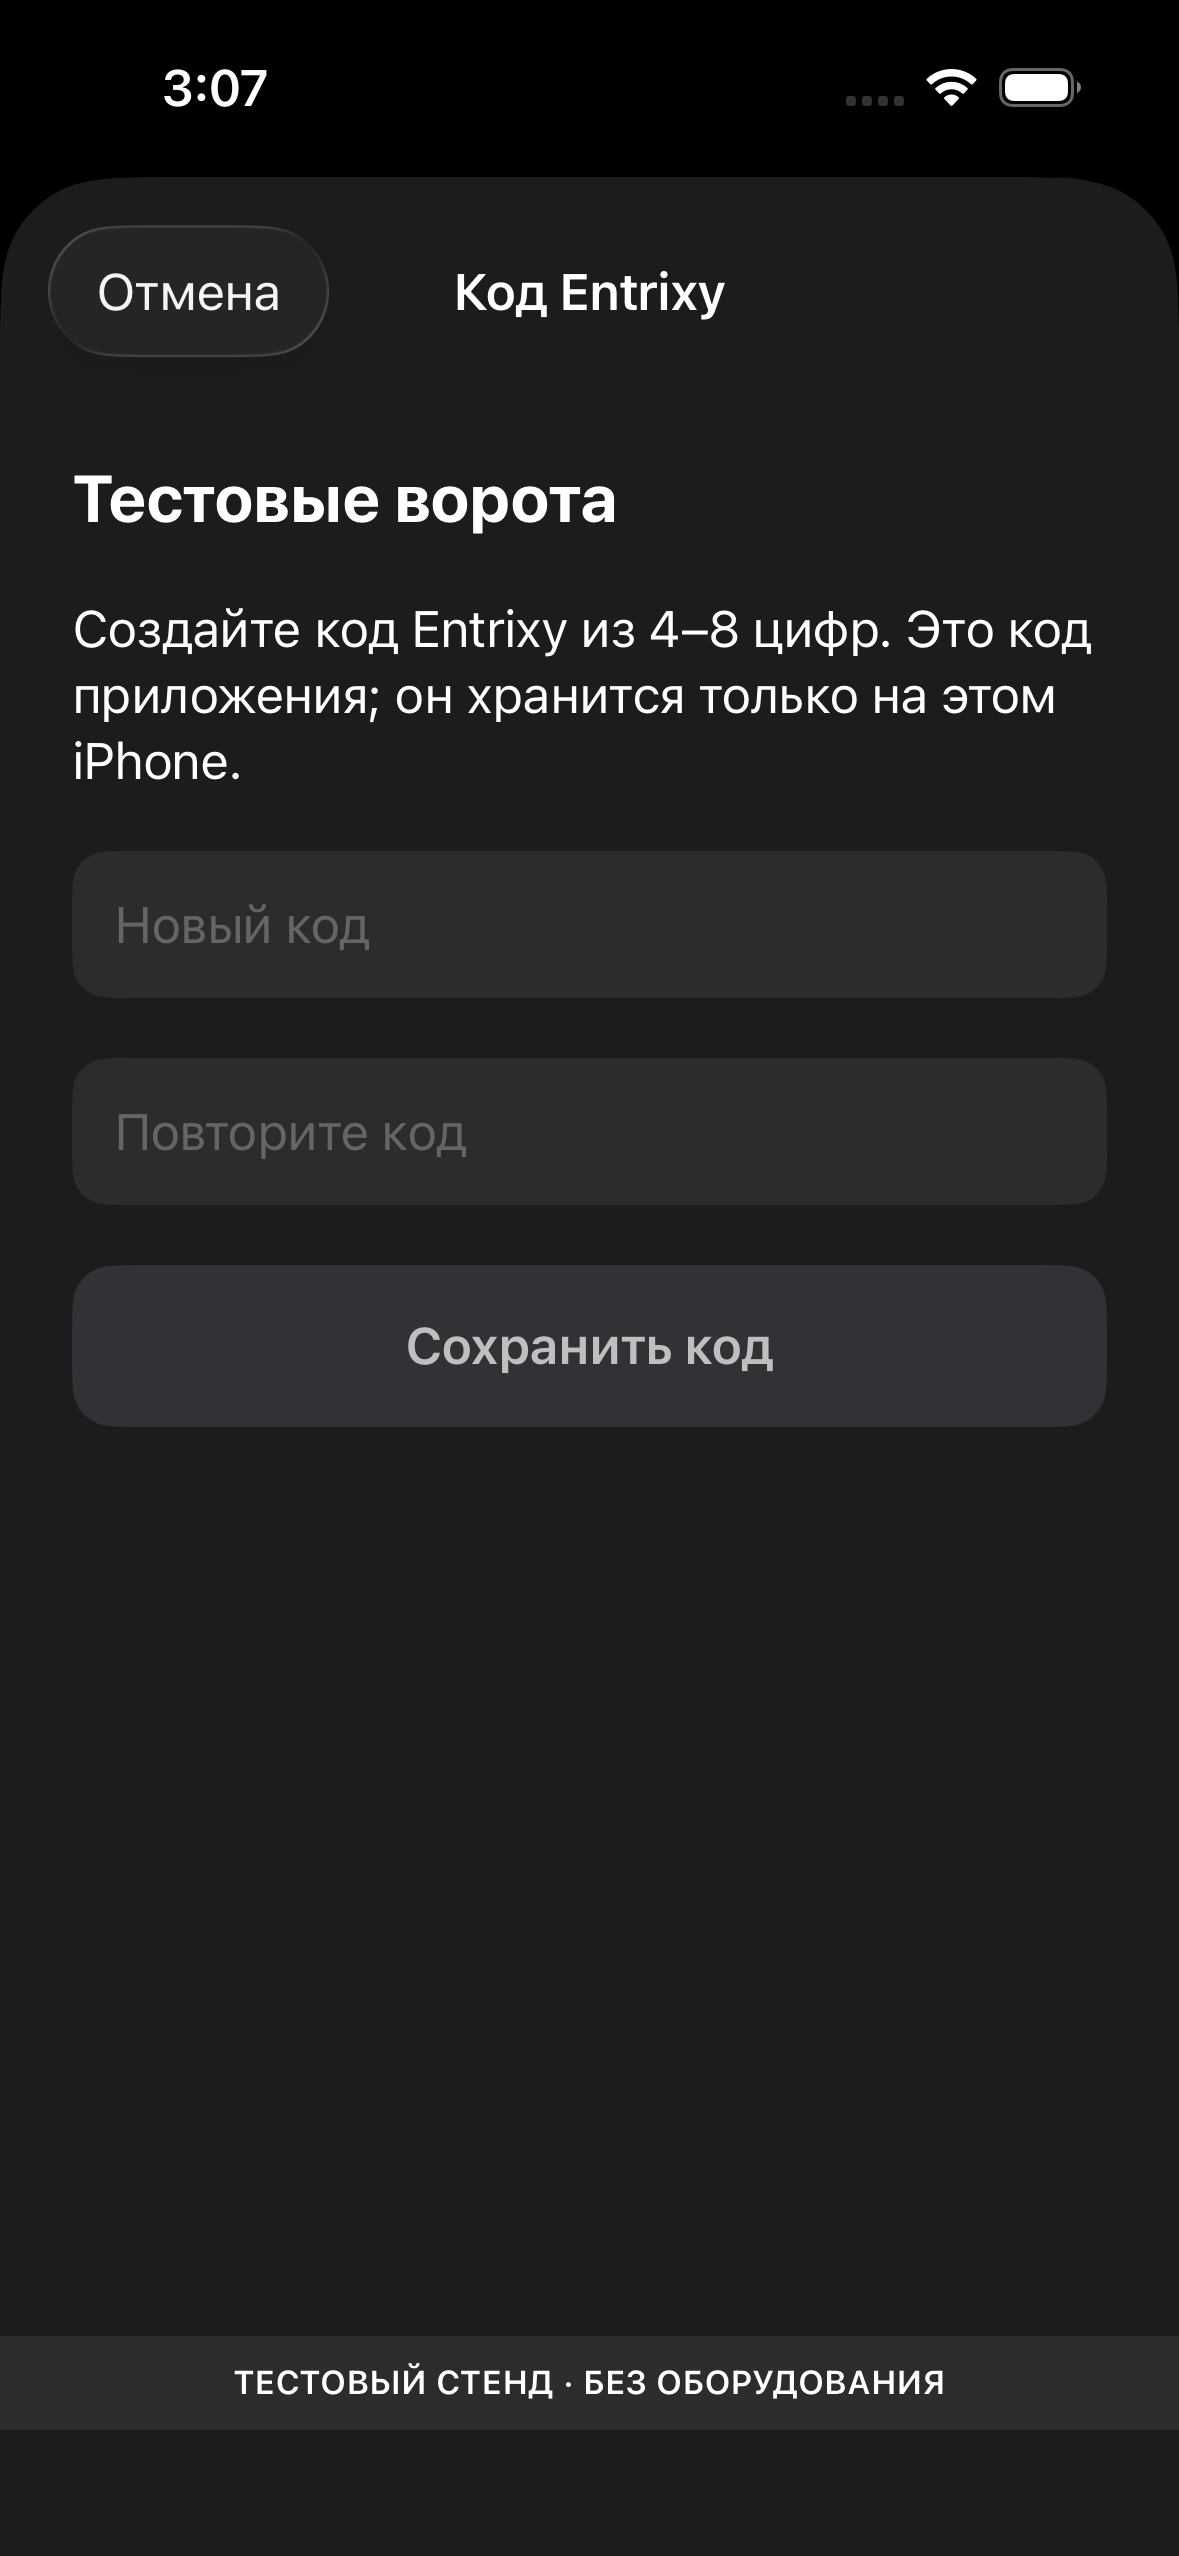 3:07
Отмена
Код Entrixy
Тестовые ворота
Создайте код Entrixy из 4–8 цифр. Это код
приложения; он хранится только на этом
iPhone.
Новый код
Повторите код
Сохранить код
ТЕСТОВЫЙ СТЕНД · БЕЗ ОБОРУДОВАНИЯ